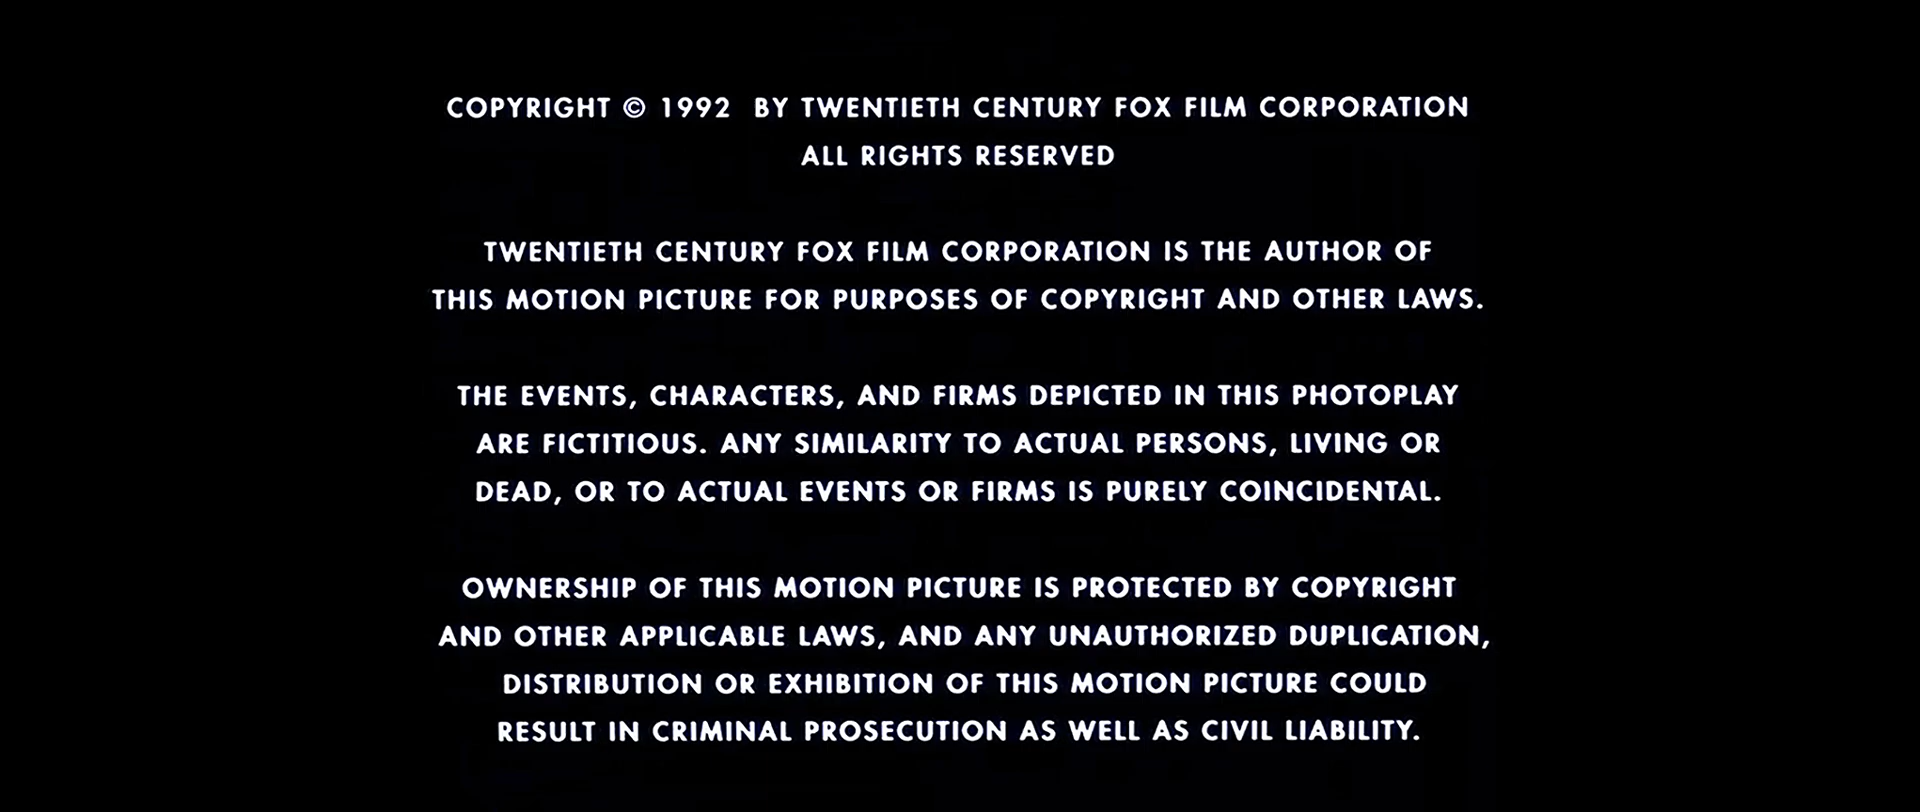 COPYRIGHT © 1992 BY TWENTIETH CENTURY FOX FILM CORPORATION
ALL RIGHTS RESERVED
TWENTIETH CENTURY FOX FILM CORPORATION IS THE AUTHOR OF
THIS MOTION PICTURE FOR PURPOSES OF COPYRIGHT AND OTHER LAWS.
THE EVENTS, CHARACTERS, AND FIRMS DEPICTED IN THIS PHOTOPLAY
ARE FICTITIOUS. ANY SIMILARITY TO ACTUAL PERSONS, LIVING OR
DEAD, OR TO ACTUAL EVENTS OR FIRMS IS PURELY COINCIDENTAL.
OWNERSHIP OF THIS MOTION PICTURE IS PROTECTED BY COPYRIGHT
AND OTHER APPLICABLE LAWS, AND ANY UNAUTHORIZED DUPLICATION,
DISTRIBUTION OR EXHIBITION OF THIS MOTION PICTURE COULD
RESULT IN CRIMINAL PROSECUTION AS WELL AS CIVIL LIABILITY.